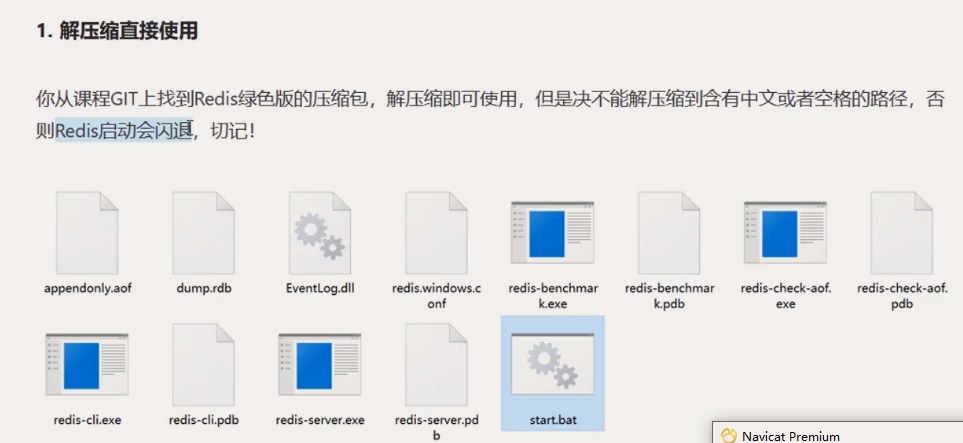 1. 解压缩直接使用
你从课程GIT上找到Redis绿色版的压缩包，解压缩即可使用，但是决不能解压缩到含有中文或者空格的路径，否
则Redis启动会闪退，切记！
appendonly.aof
dump.rdb
EventLog.dll
redis.windows.c
onf
redis-benchmar
k.exe
redis-benchmar
k.pdb
redis-check-aof.
exe
redis-check-aof.
pdb
redis-cli.exe
redis-cli.pdb
redis-server.exe
redis-server.pd
b
start.bat
Navicat Premium